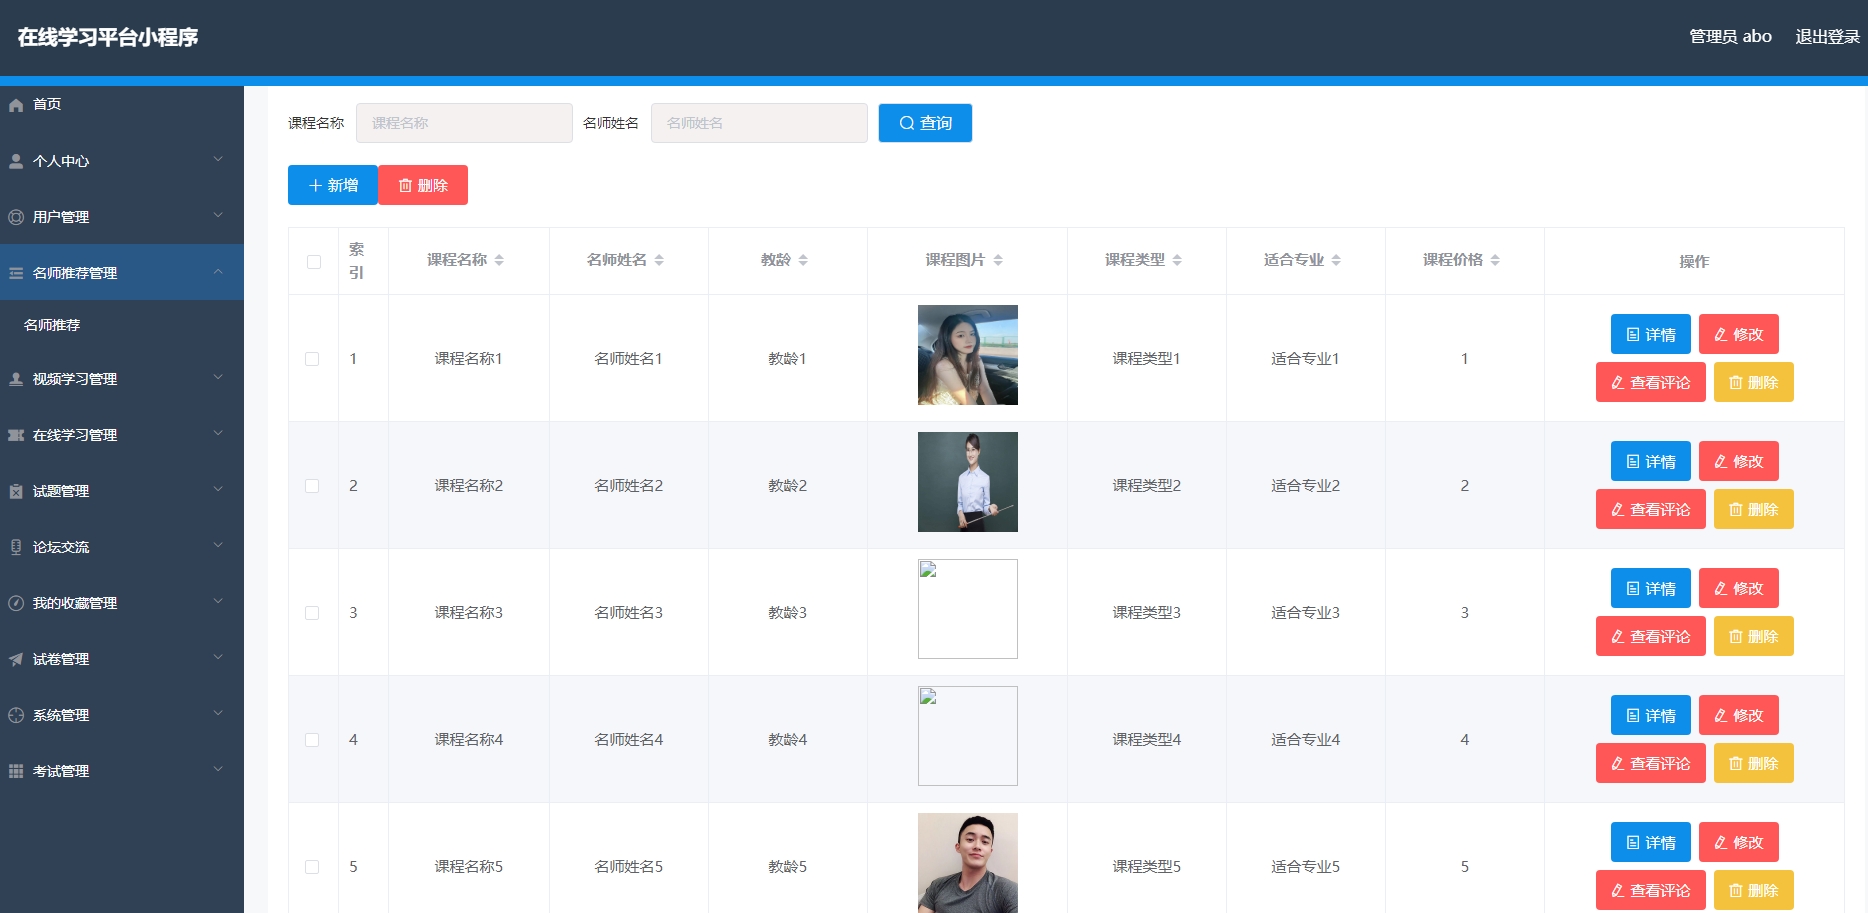 在线学习平台小程序
管理员 abo 退出登录
首页
个人中心
用户管理
名师推荐管理
名师推荐
视频学习管理
在线学习管理
试题管理
论坛交流
我的收藏管理
试卷管理
系统管理
考试管理
课程名称 课程名称 名师姓名 名师姓名 查询
新增 删除
索引 课程名称 名师姓名 教龄 课程图片 课程类型 适合专业 课程价格 操作
1 课程名称1 名师姓名1 教龄1 课程类型1 适合专业1 1 详情 修改
查看评论 删除
2 课程名称2 名师姓名2 教龄2 课程类型2 适合专业2 2 详情 修改
查看评论 删除
3 课程名称3 名师姓名3 教龄3 课程类型3 适合专业3 3 详情 修改
查看评论 删除
4 课程名称4 名师姓名4 教龄4 课程类型4 适合专业4 4 详情 修改
查看评论 删除
5 课程名称5 名师姓名5 教龄5 课程类型5 适合专业5 5 详情 修改
查看评论 删除